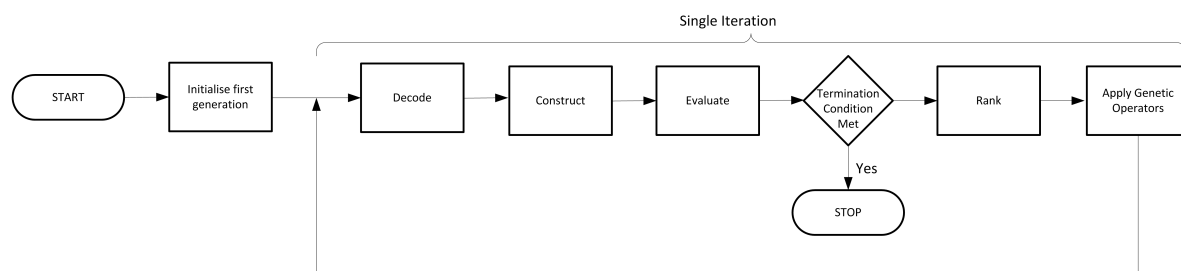 Single Iteration
START
Initialise first
generation
Decode
Construct
Evaluate
Termination
Condition
Met
Rank
Apply Genetic
Operators
Yes
STOP